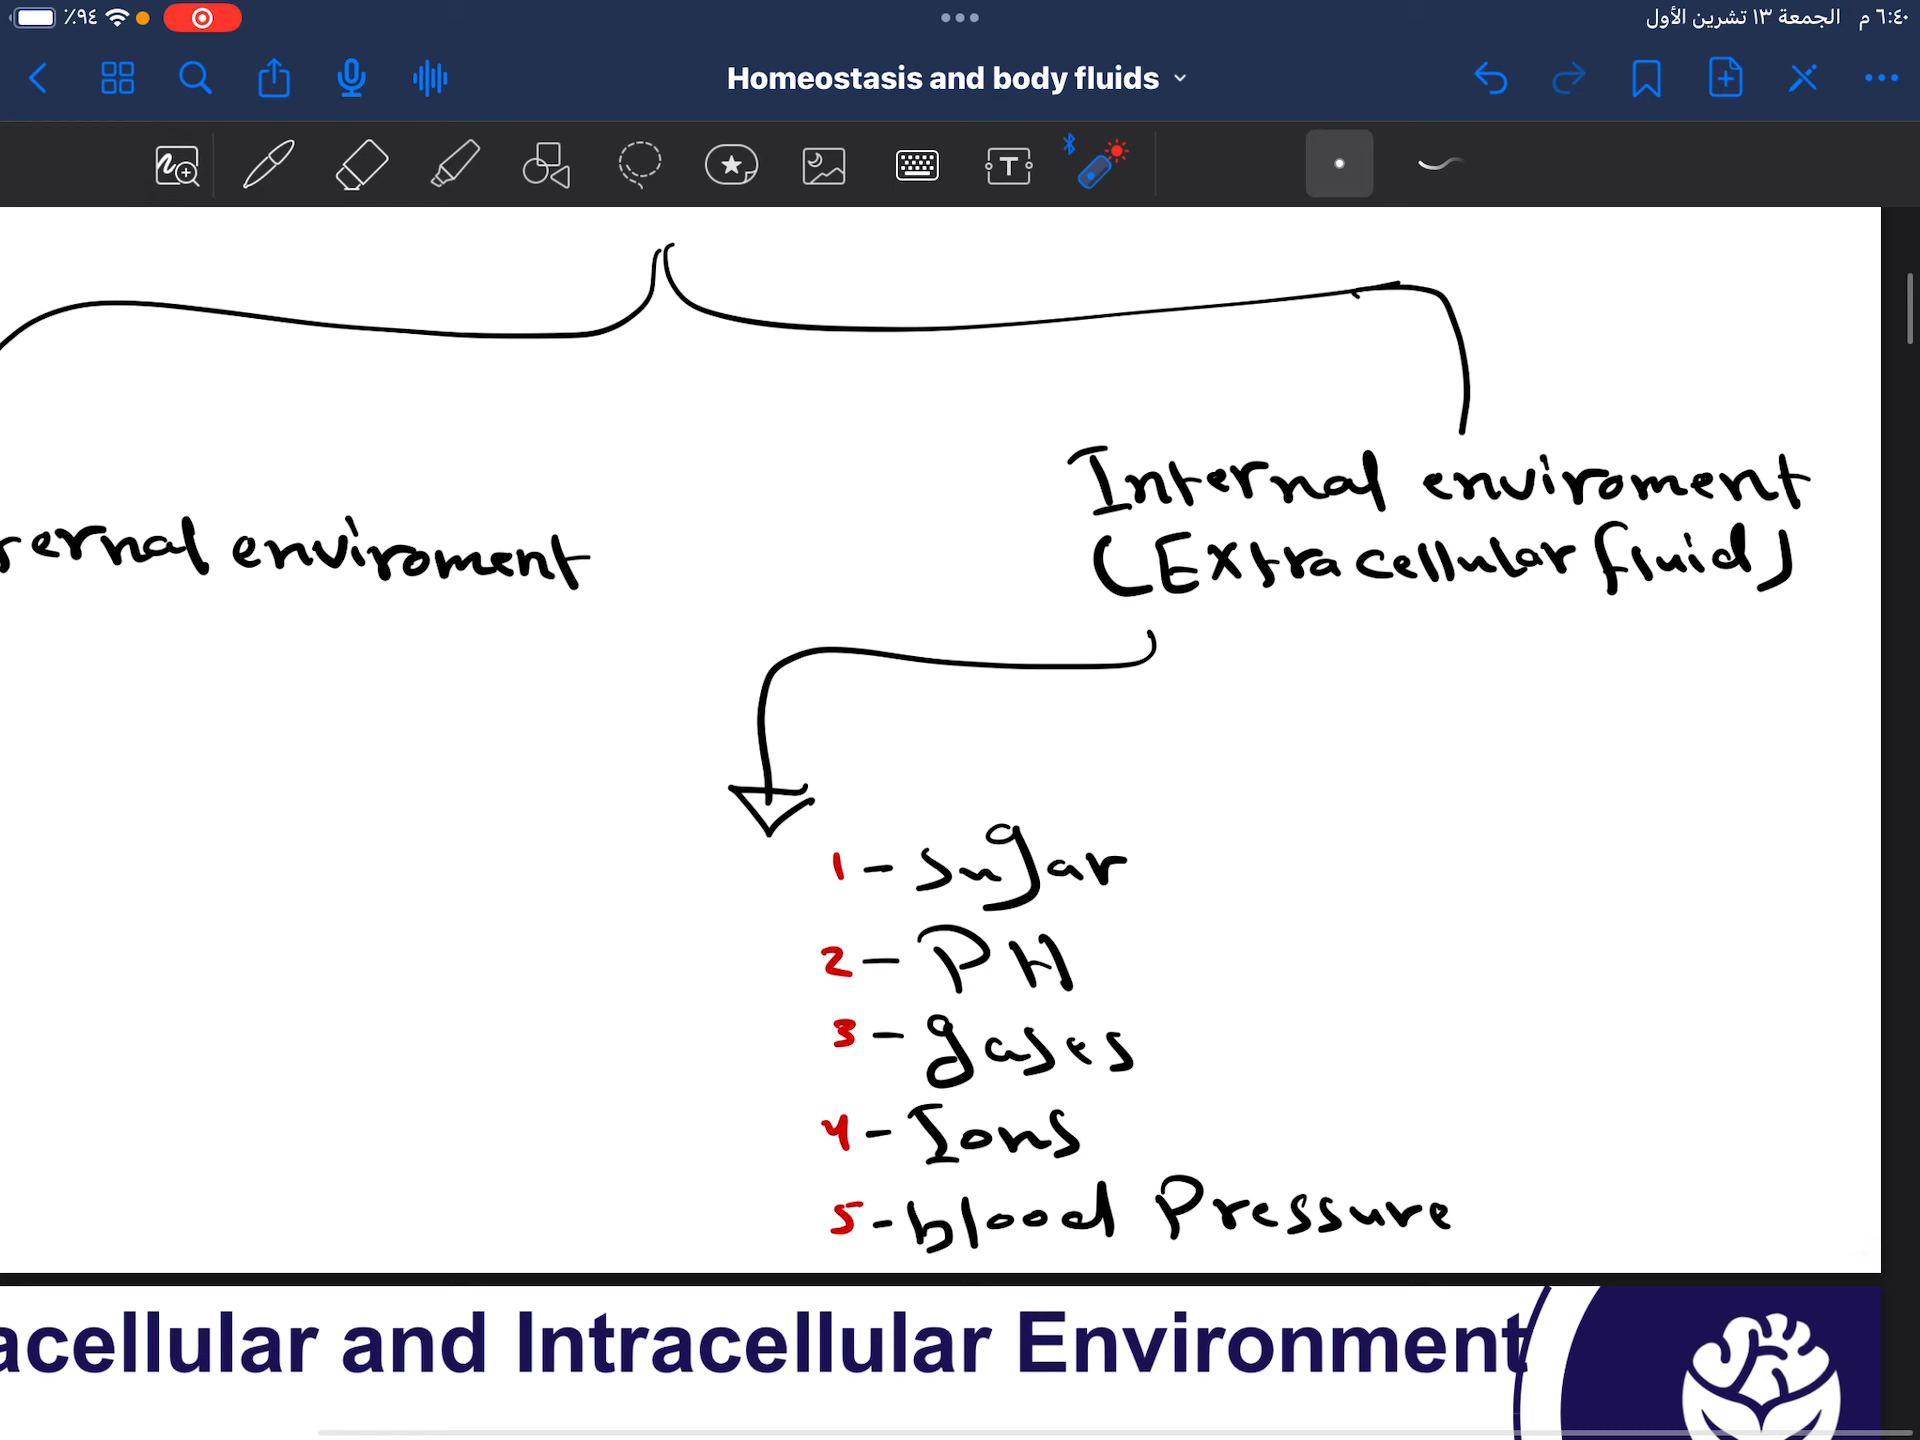 ٪٩٤
٦:٤٠ م الجمعة ١٣ تشرين الأول
Homeostasis and body fluids
T
Internal enviroment
(Extracellular fluid)
ernal enviroment
1 - sugar
2 - PH
3 - gases
4 - Ions
5 - blood Pressure
acellular and Intracellular Environment